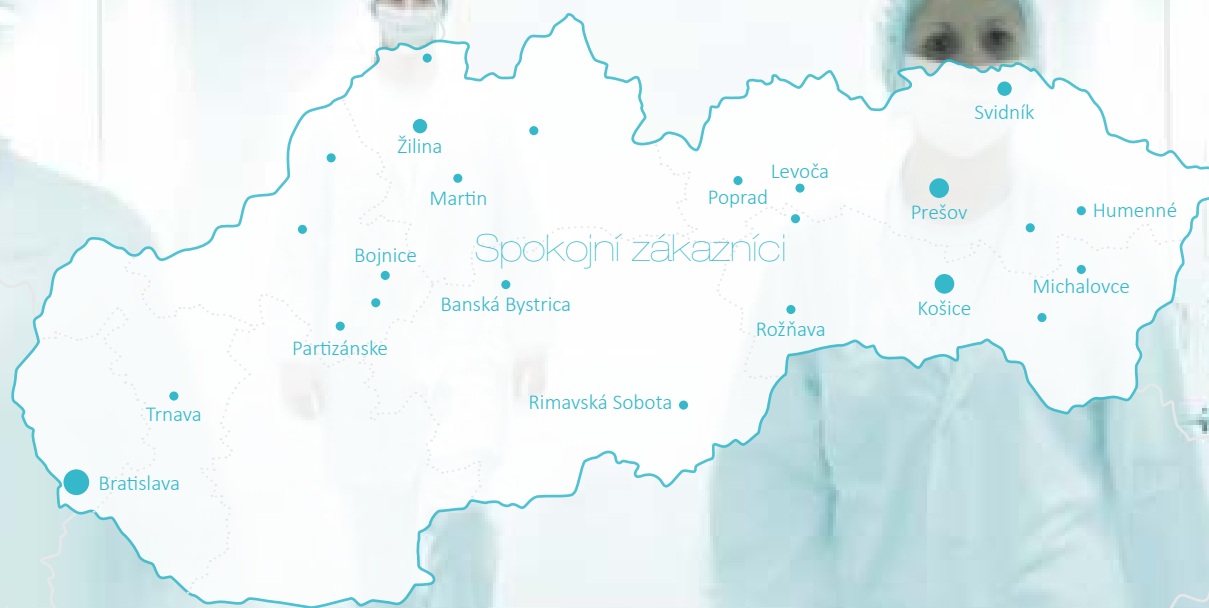 Svidník
Žilina
Levoča
Martin
Poprad
Prešov
Humenné
Spokojní zákazníci
Bojnice
Michalovce
Banská Bystrica
Košice
Rožňava
Partizánske
Rimavská Sobota
Trnava
Bratislava